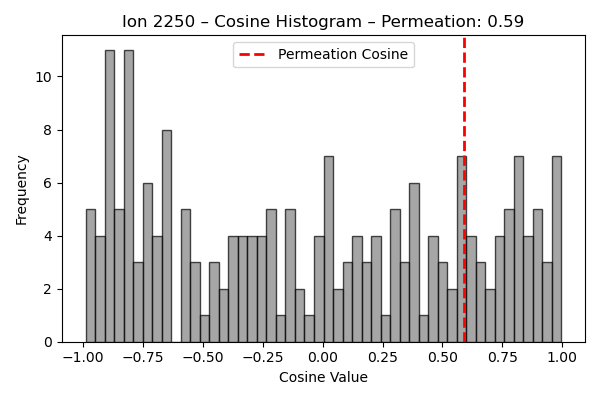 Ion 2250 – Cosine Histogram – Permeation: 0.59
Permeation Cosine
Frequency
10
8
6
4
2
0
−1.00 −0.75 −0.50 −0.25 0.00 0.25 0.50 0.75 1.00
Cosine Value